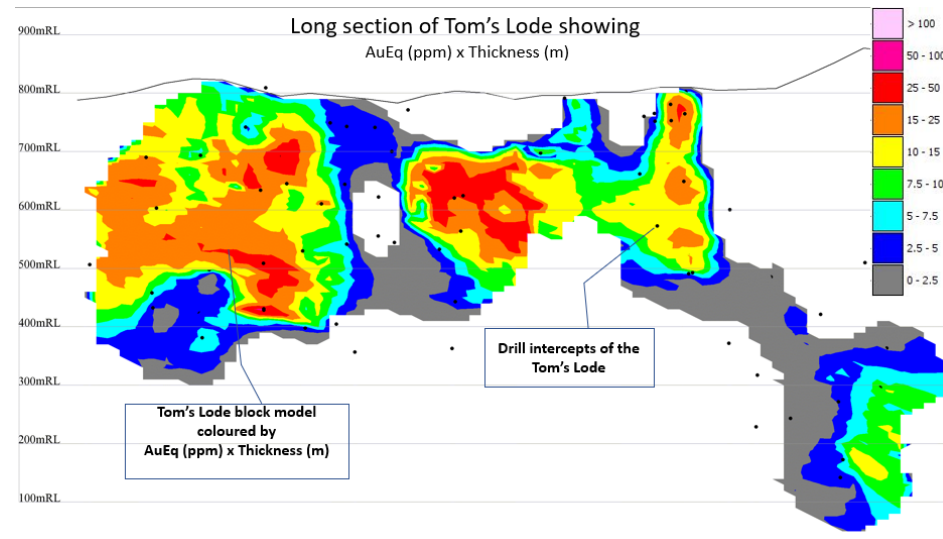 Long section of Tom's Lode showing
AuEq (ppm) x Thickness (m)
900mRL
800mRL
700mRL
600mRL
500mRL
400mRL
300mRL
200mRL
100mRL
> 100
50 - 100
25 - 50
15 - 25
10 - 15
7.5 - 10
5 - 7.5
2.5 - 5
0 - 2.5
Drill intercepts of the
Tom's Lode
Tom's Lode block model
coloured by
AuEq (ppm) x Thickness (m)